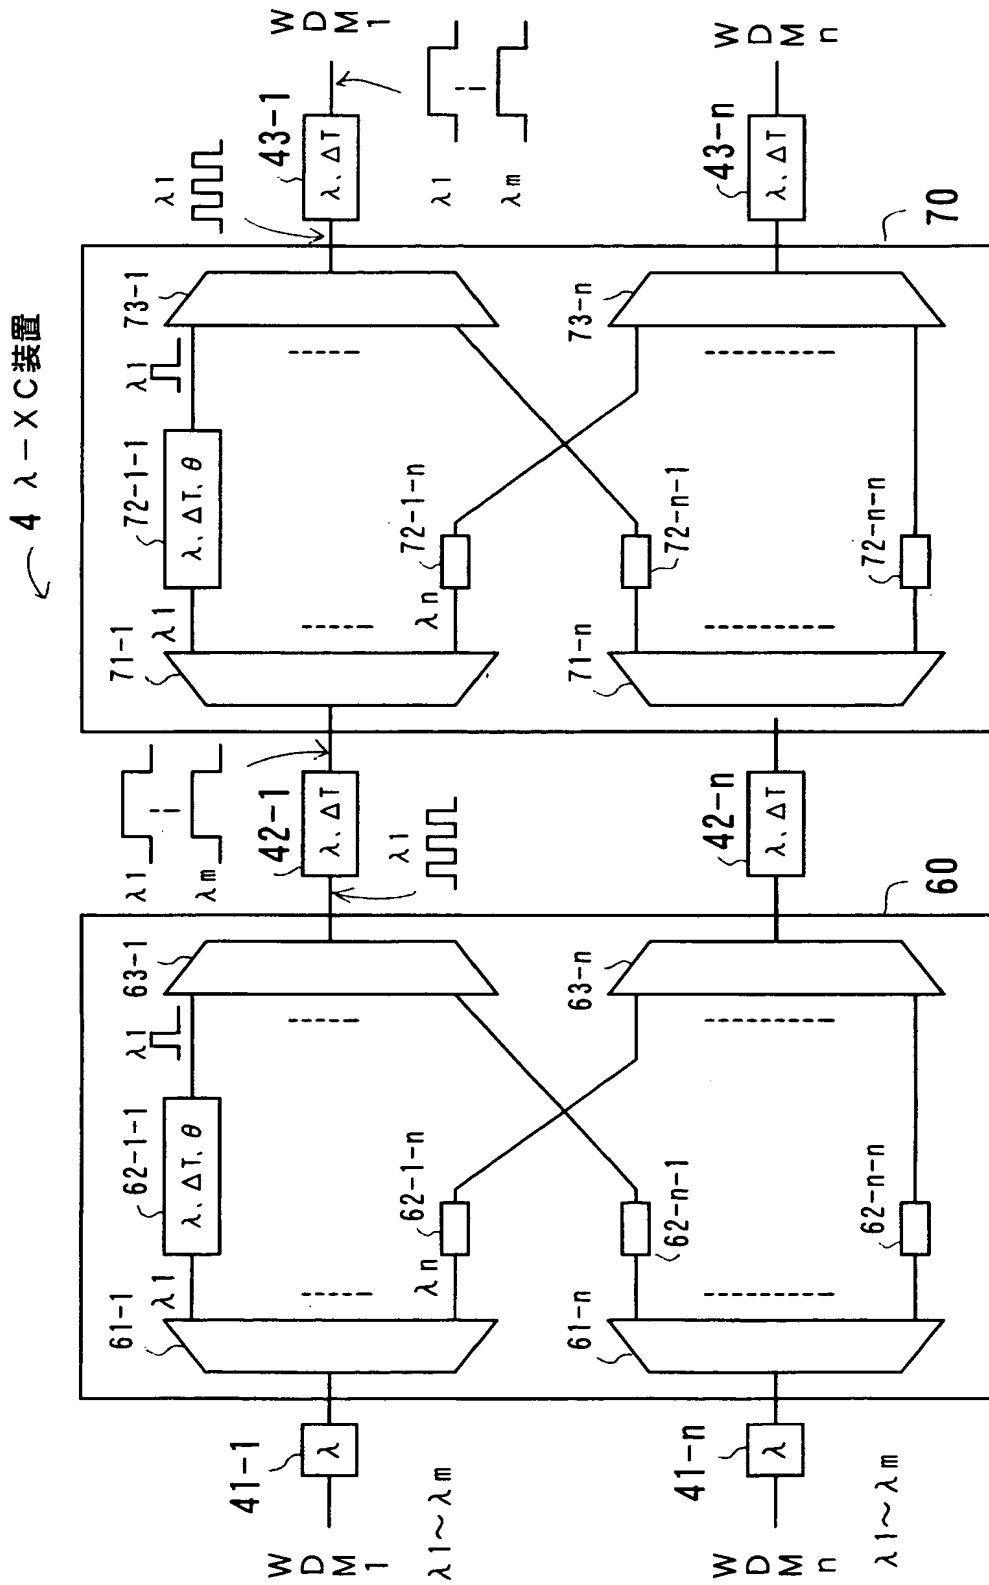 4 λ-XC装置
WDM1
41-1
λ
λ1~λm
61-1
λ1
62-1-1
λ、ΔT、θ
λ1
63-1
λn
62-1-n
λ1
λm
42-1
λ、ΔT
λ1
71-1
λ1
72-1-1
λ、ΔT、θ
λ1
73-1
λn
72-1-n
λ1
43-1
λ、ΔT
WDM1
λ1
λm
WDMn
41-n
λ
λ1~λm
61-n
62-n-1
62-n-n
63-n
60
42-n
λ、ΔT
71-n
72-n-1
72-n-n
73-n
70
43-n
λ、ΔT
WDMn